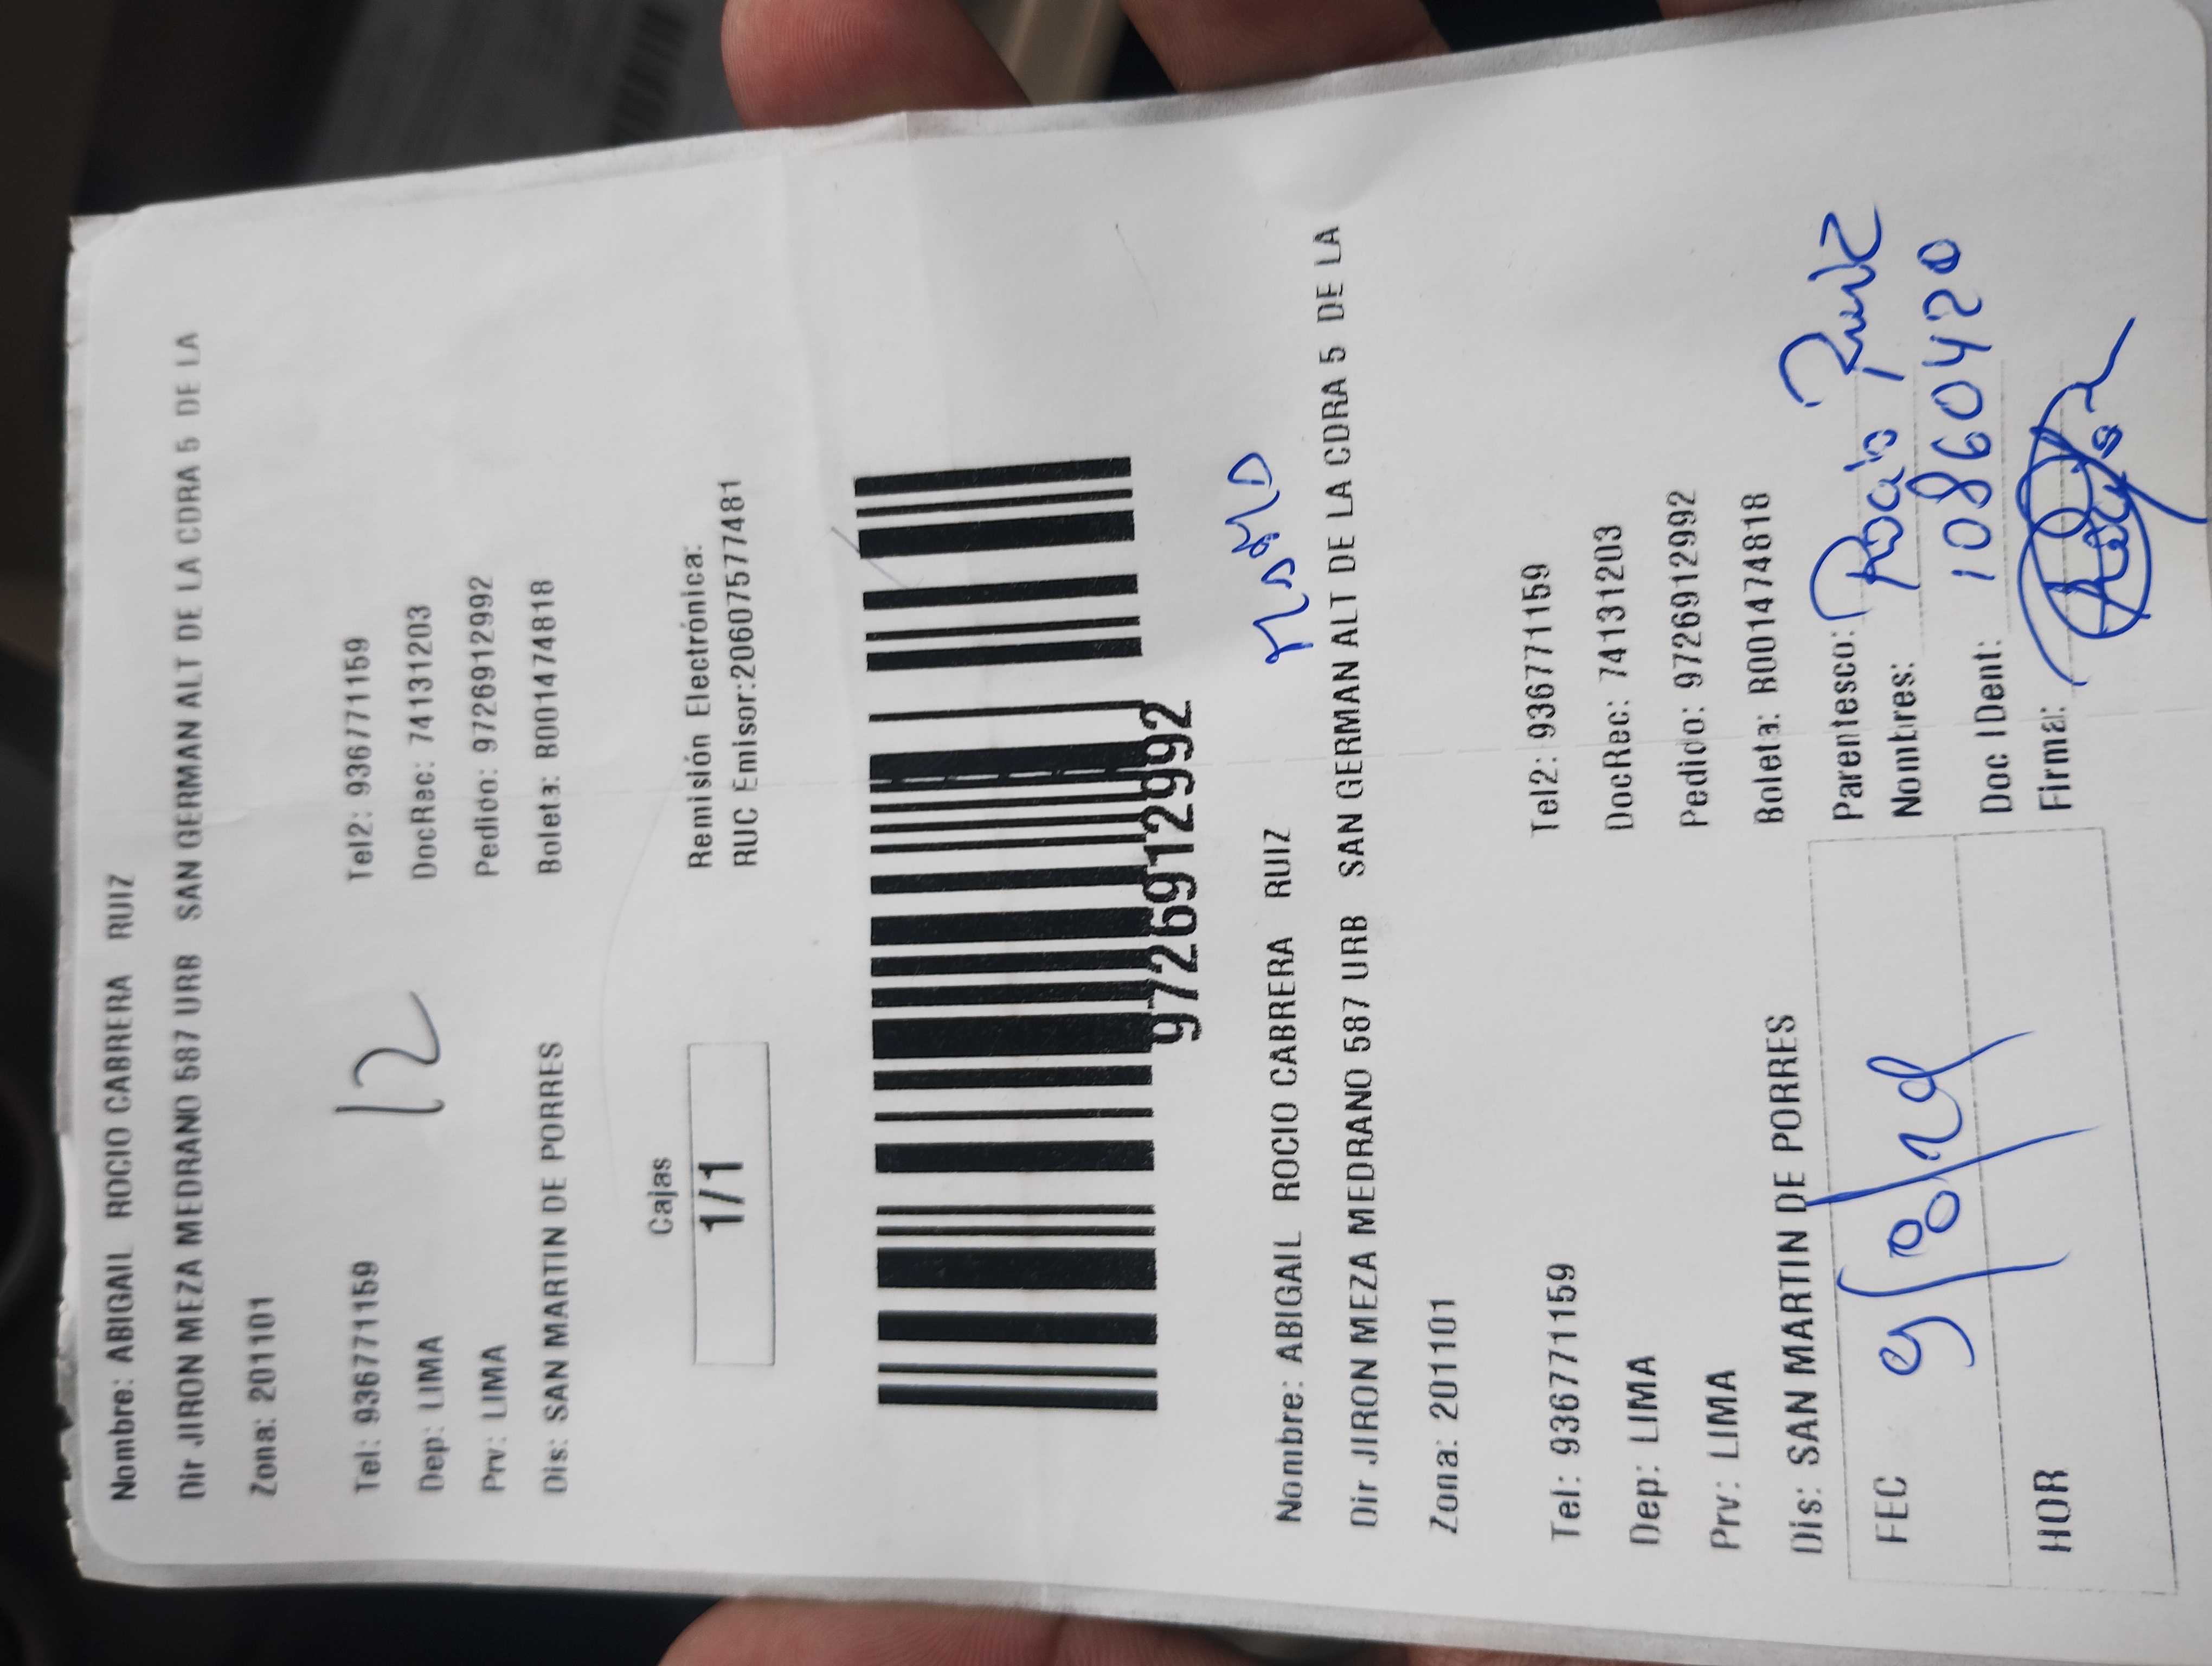 Nombre: ABIGAIL ROCIO CABRERA RUIZ
Dir JIRON MEZA MEDRANO 587 URB SAN GERMAN ALT DE LA CDRA 5 DE LA
Zona: 201101
Tel: 936771159 Tel2: 936771159
12
Dep: LIMA DocRec: 74131203
Prv: LIMA Pedido: 9726912992
Dis: SAN MARTIN DE PORRES Boleta: B001474818
Cajas Remisión Electrónica:
1/1 RUC Emisor:20607577481
9726912992
Nombre: ABIGAIL ROCIO CABRERA RUIZ
Dir JIRON MEZA MEDRANO 587 URB SAN GERMAN ALT DE LA CDRA 5 DE LA
Zona: 201101
Tel: 936771159 Tel2: 936771159
Dep: LIMA DocRec: 74131203
Prv: LIMA Pedido: 9726912992
Dis: SAN MARTIN DE PORRES Boleta: B001474818
Parentesco:
FEC Nombres: Rocio Ruiz
Doc IDent: 10860420
HOR Firma: